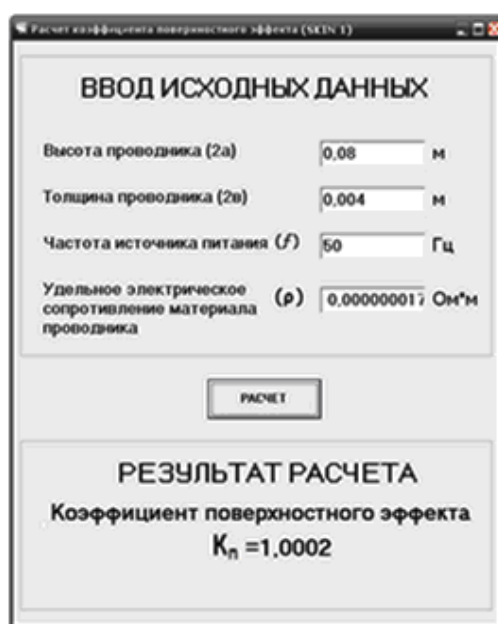 Расчет коэффициента поверхностного эффекта (SKIN 1)
ВВОД ИСХОДНЫХ ДАННЫХ
Высота проводника (2a) 0,08 м
Толщина проводника (2в) 0,004 м
Частота источника питания (f) 50 Гц
Удельное электрическое
сопротивление материала (ρ) 0,000000017 Ом*м
проводника
РАСЧЕТ
РЕЗУЛЬТАТ РАСЧЕТА
Коэффициент поверхностного эффекта
Kп =1,0002